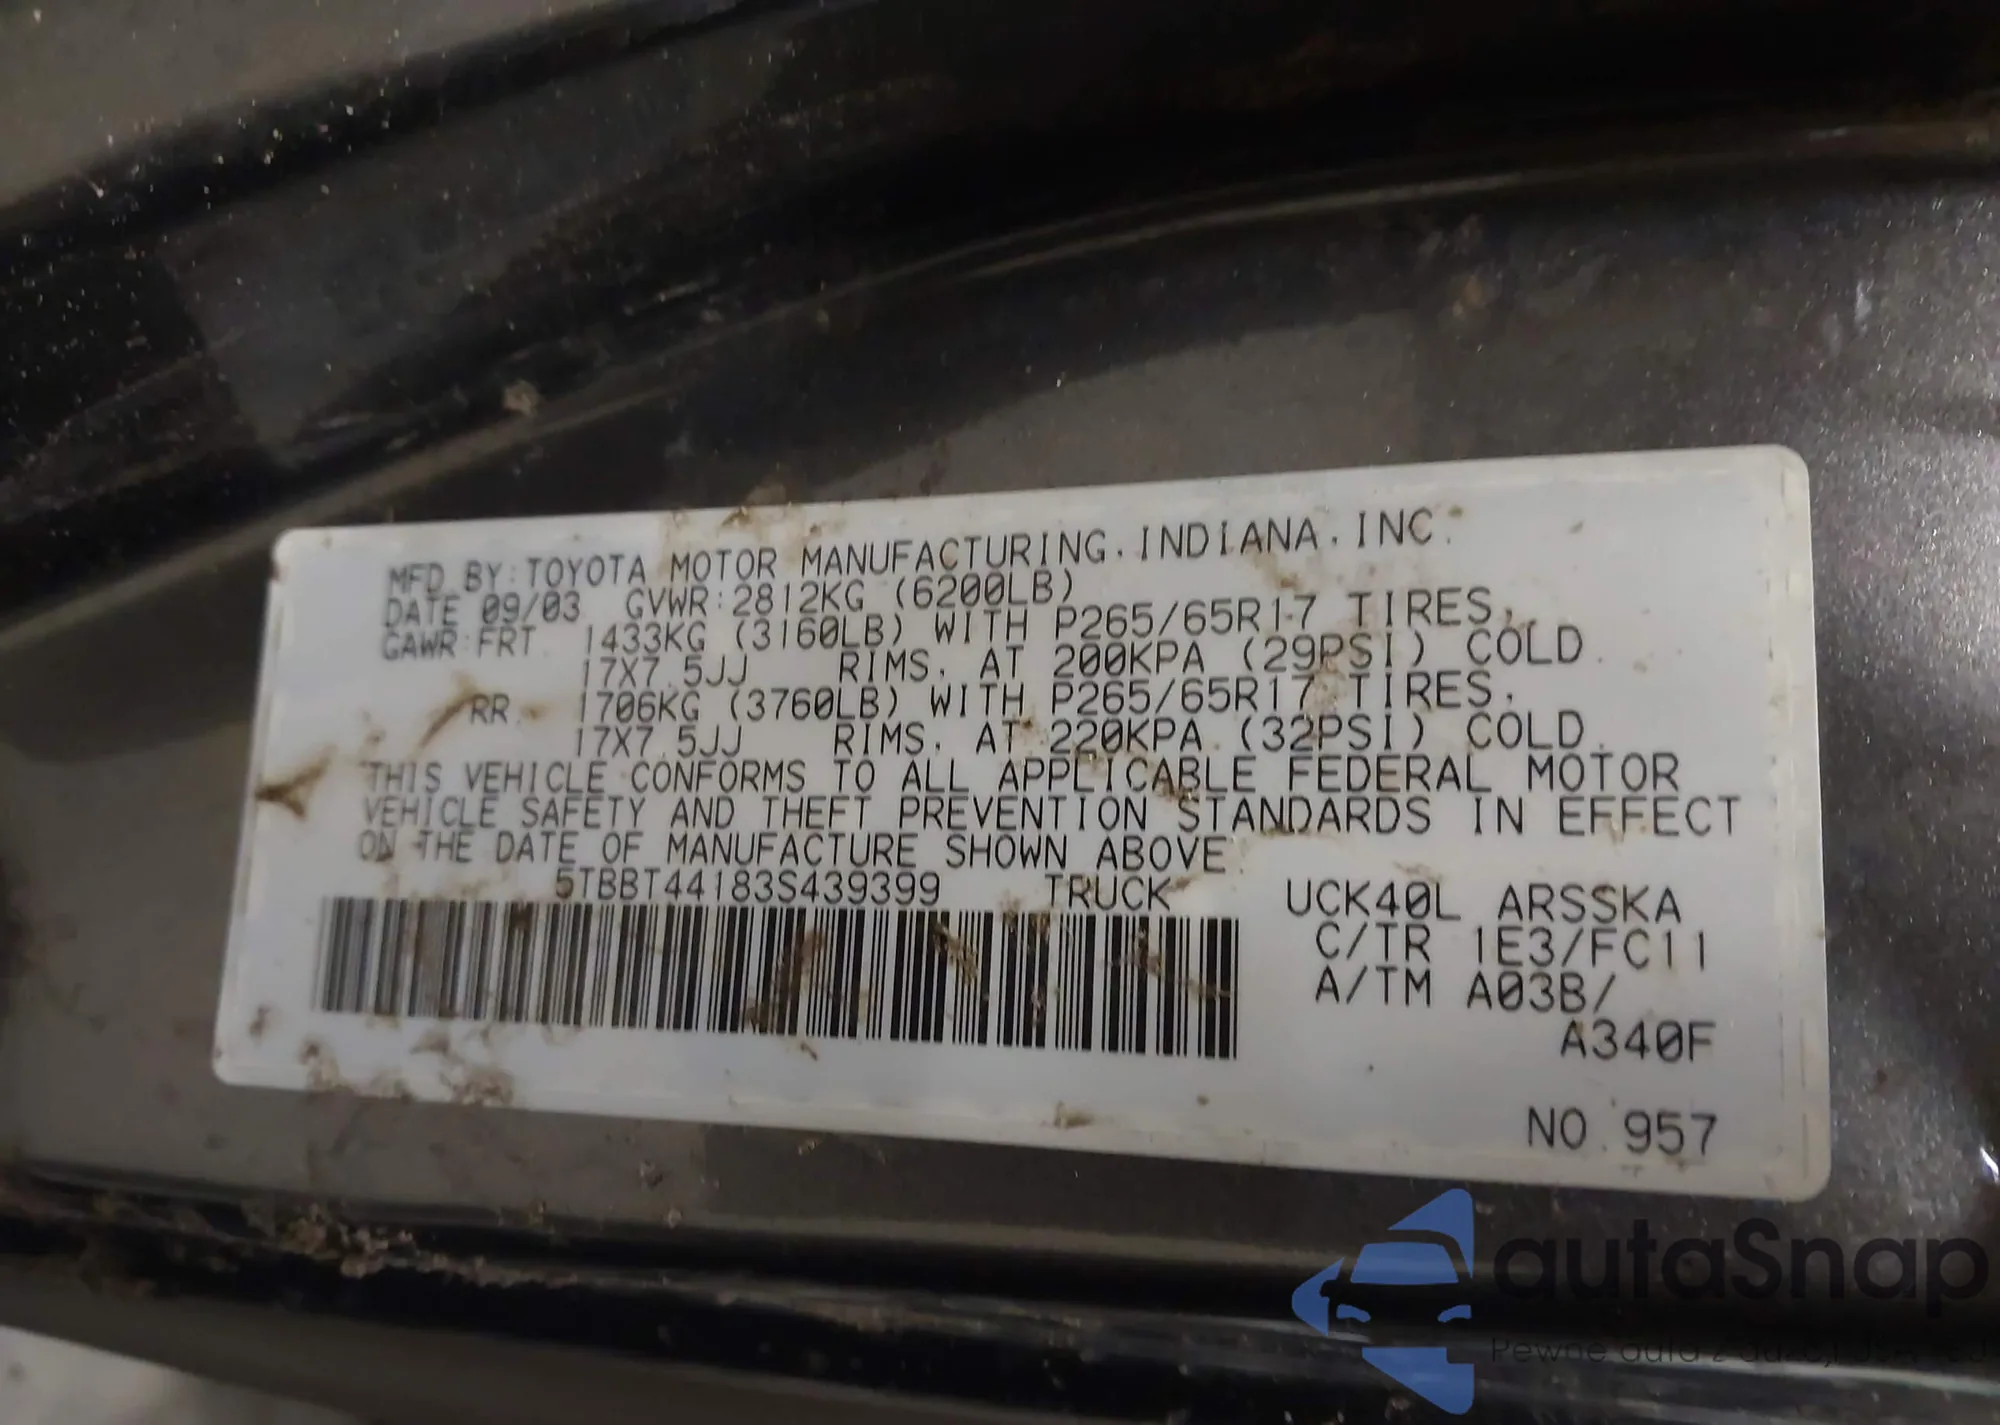 MFD. BY: TOYOTA MOTOR MANUFACTURING. INDIANA. INC.
DATE 09/03 GVWR: 2812KG (6200LB)
GAWR: FRT. 1433KG (3160LB) WITH P265/65R17 TIRES.
17X7.5JJ RIMS. AT 200KPA (29PSI) COLD.
RR. 1706KG (3760LB) WITH P265/65R17 TIRES.
17X7.5JJ RIMS. AT 220KPA (32PSI) COLD.
THIS VEHICLE CONFORMS TO ALL APPLICABLE FEDERAL MOTOR
VEHICLE SAFETY AND THEFT PREVENTION STANDARDS IN EFFECT
ON THE DATE OF MANUFACTURE SHOWN ABOVE.
5TBBT44183S439399 TRUCK UCK40L ARSSKA
C/TR 1E3/FC11
A/TM A03B/
A340F
NO. 957
autaSnap
Pewne auta z